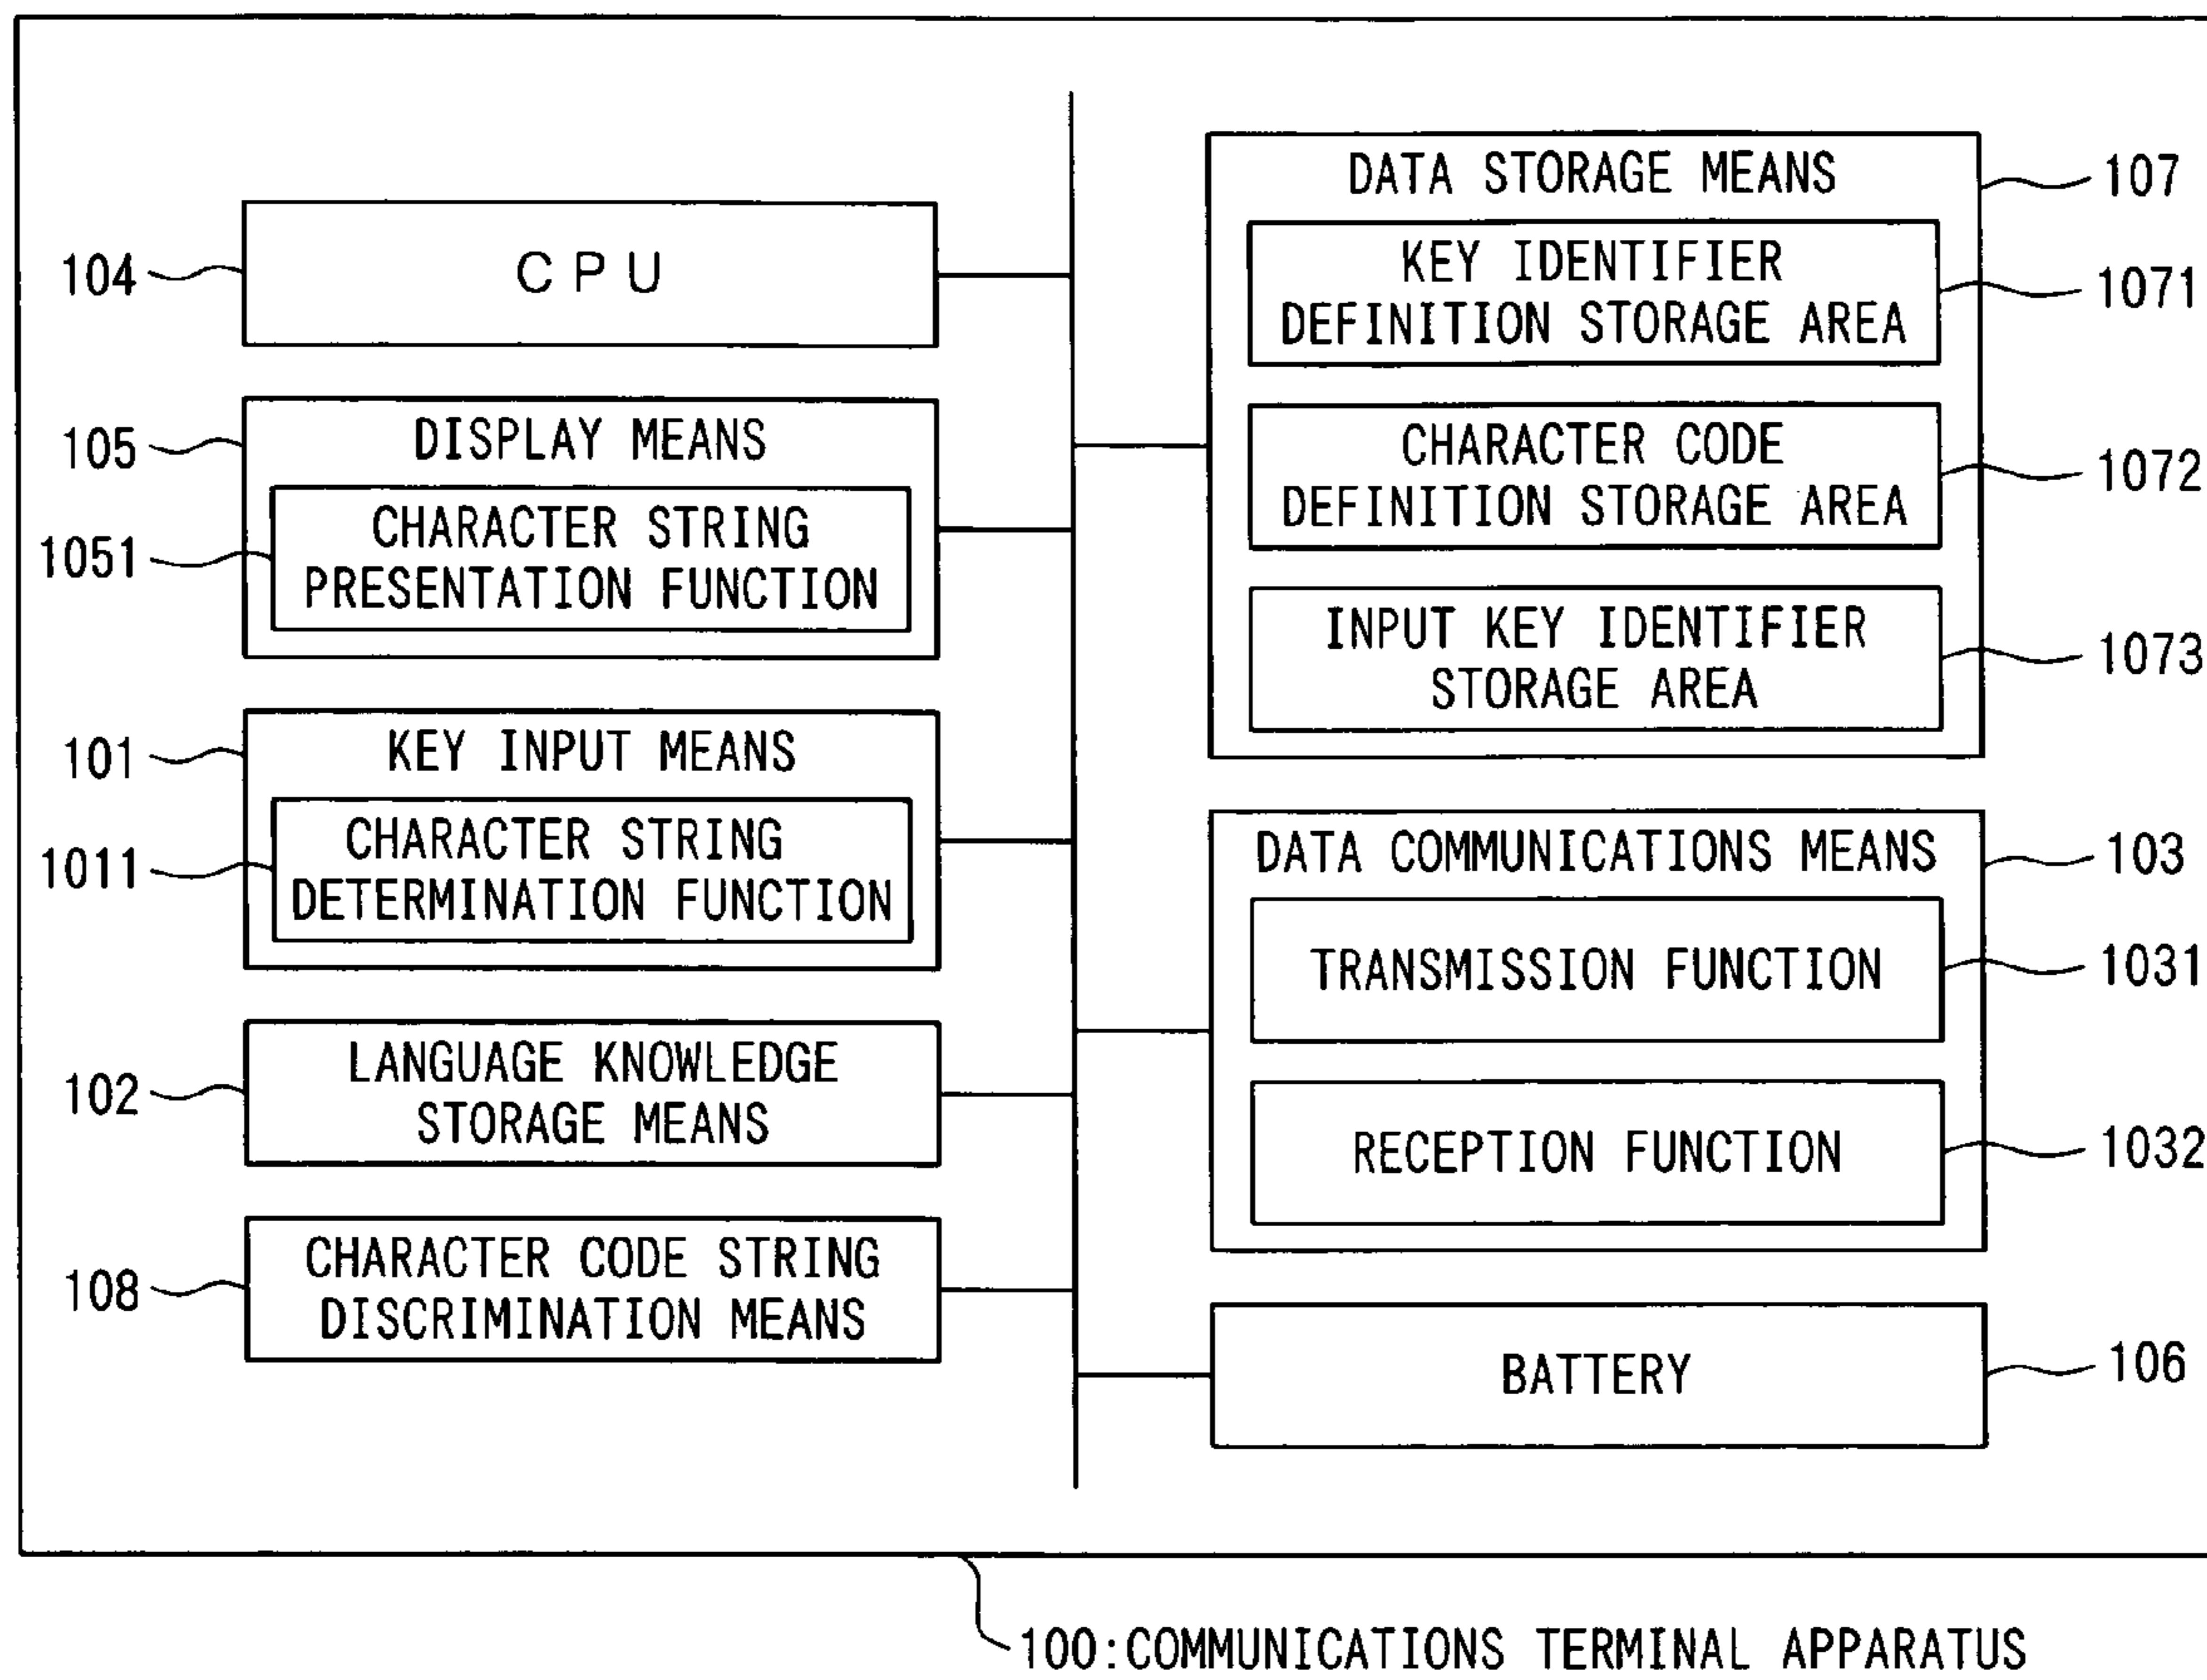 104
C P U
105
DISPLAY MEANS
1051
CHARACTER STRING
PRESENTATION FUNCTION
101
KEY INPUT MEANS
1011
CHARACTER STRING
DETERMINATION FUNCTION
102
LANGUAGE KNOWLEDGE
STORAGE MEANS
108
CHARACTER CODE STRING
DISCRIMINATION MEANS
DATA STORAGE MEANS
107
KEY IDENTIFIER
DEFINITION STORAGE AREA
1071
CHARACTER CODE
DEFINITION STORAGE AREA
1072
INPUT KEY IDENTIFIER
STORAGE AREA
1073
DATA COMMUNICATIONS MEANS
103
TRANSMISSION FUNCTION
1031
RECEPTION FUNCTION
1032
BATTERY
106
100:COMMUNICATIONS TERMINAL APPARATUS